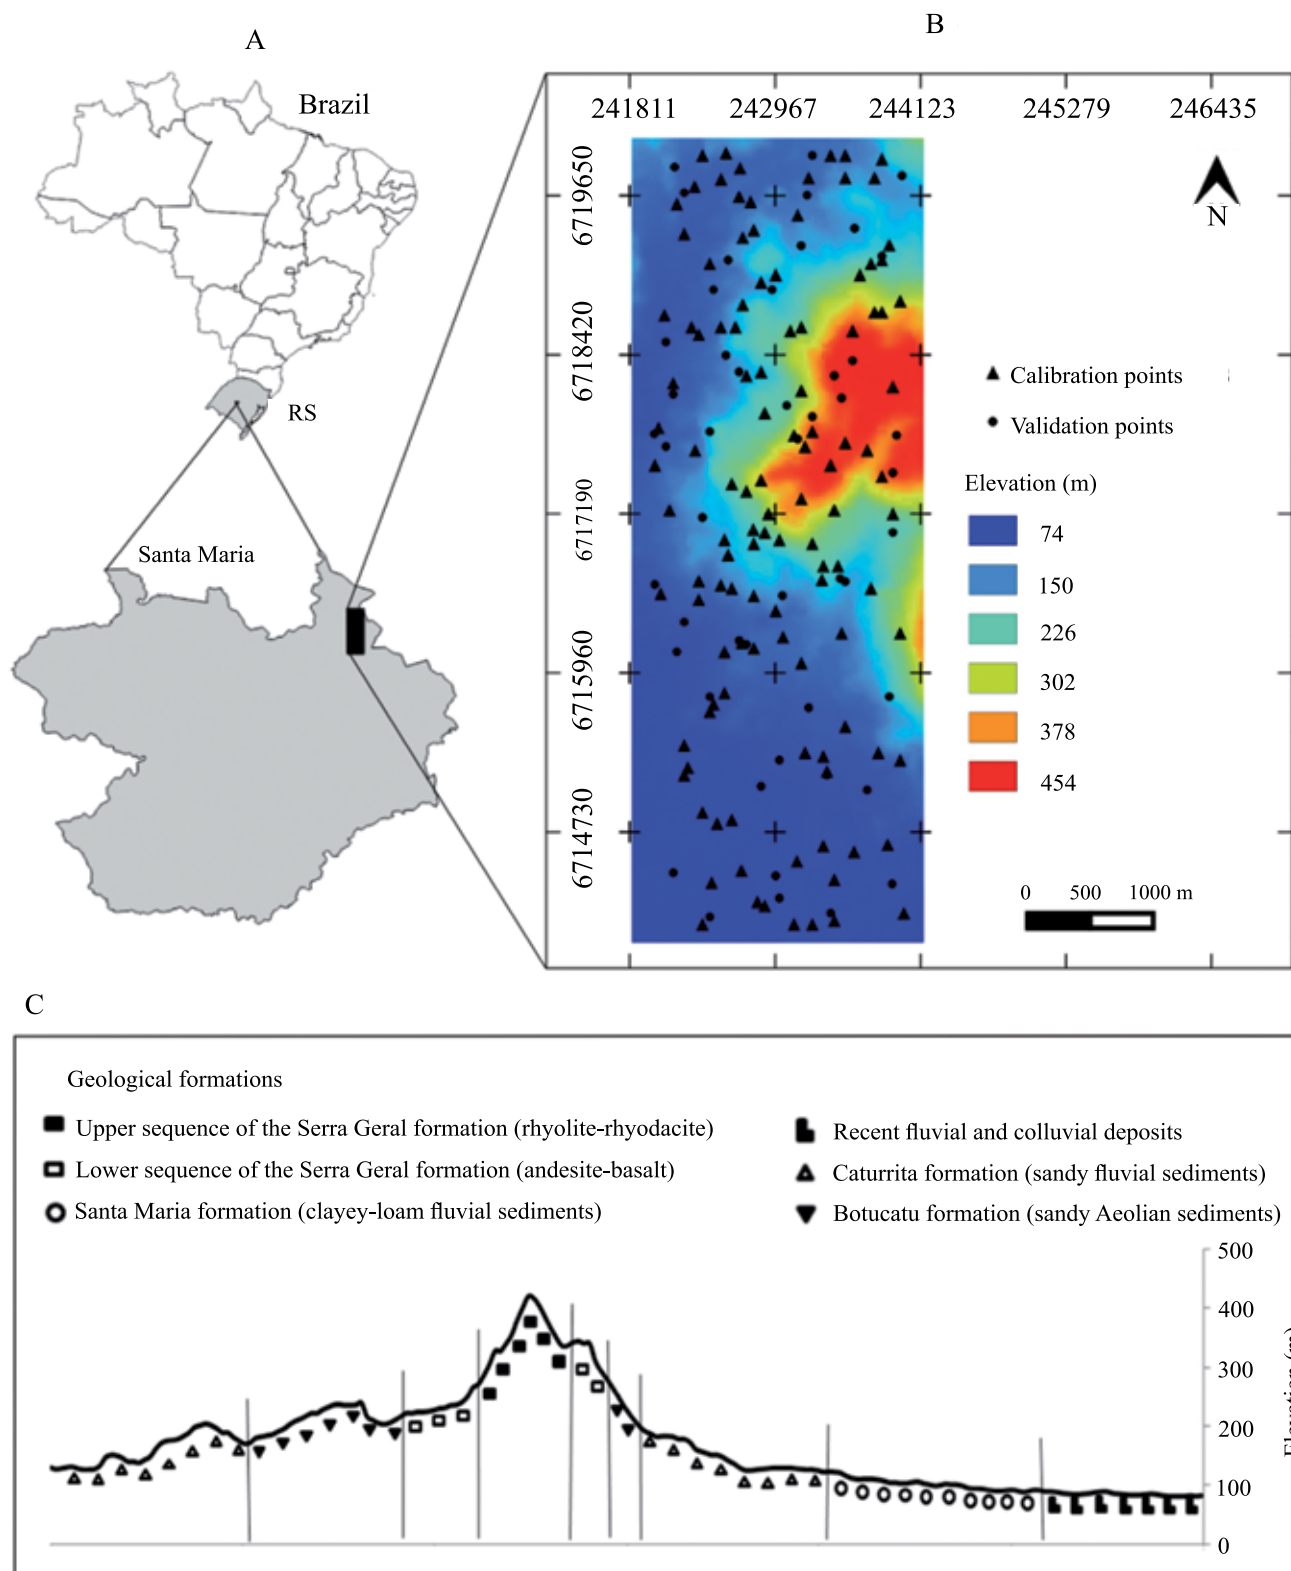 A
B
Brazil
RS
Santa Maria
241811 242967 244123 245279 246435
6719650
6718420
6717190
6715960
6714730
N
Calibration points
Validation points
Elevation (m)
74
150
226
302
378
454
0 500 1000 m
C
Geological formations
Upper sequence of the Serra Geral formation (rhyolite-rhyodacite)
Lower sequence of the Serra Geral formation (andesite-basalt)
Santa Maria formation (clayey-loam fluvial sediments)
Recent fluvial and colluvial deposits
Caturrita formation (sandy fluvial sediments)
Botucatu formation (sandy Aeolian sediments)
500
400
300
200
100
0
Elevation (m)